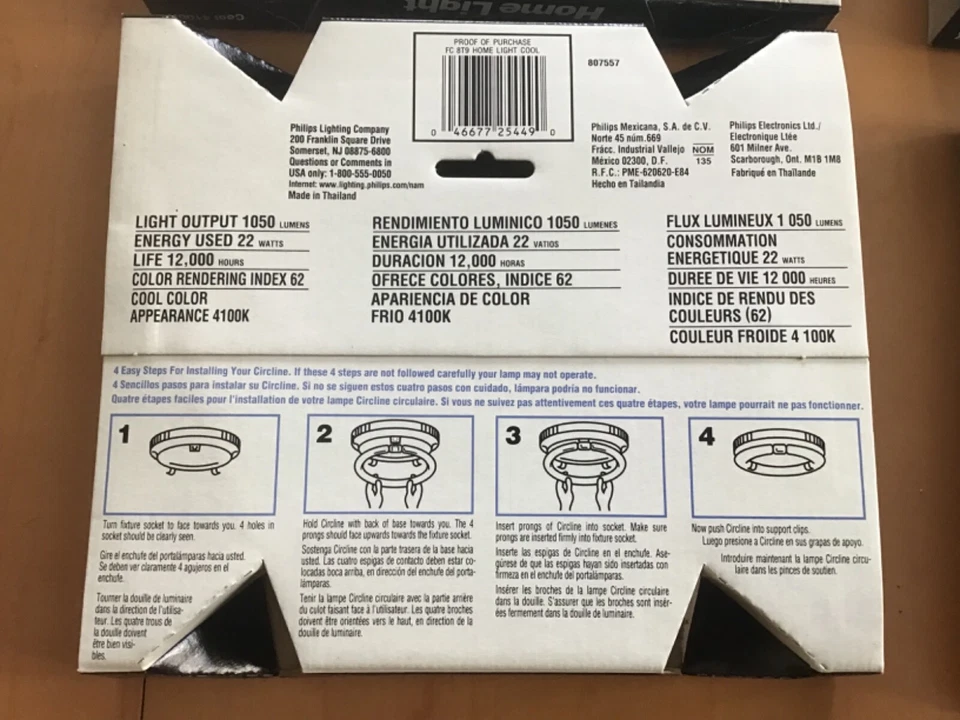 Home Light
PROOF OF PURCHASE
FC 8T9 HOME LIGHT COOL
0 46677 25449 0
807557
Philips Lighting Company
200 Franklin Square Drive
Somerset, NJ 08875-6800
Questions or Comments in
USA only: 1-800-555-0050
Internet: www.lighting.philips.com/nam
Made in Thailand
Philips Mexicana, S.A. de C.V.
Norte 45 núm.669
Frácc. Industrial Vallejo
México 02300, D.F.
R.F.C.: PME-620620-E84
Hecho en Tailandia
NOM
135
Philips Electronics Ltd./
Electronique Ltée
601 Milner Ave.
Scarborough, Ont. M1B 1M8
Fabriqué en Thaïlande
LIGHT OUTPUT 1050 LUMENS
ENERGY USED 22 WATTS
LIFE 12,000 HOURS
COLOR RENDERING INDEX 62
COOL COLOR
APPEARANCE 4100K
RENDIMIENTO LUMINICO 1050 LUMENES
ENERGIA UTILIZADA 22 VATIOS
DURACION 12,000 HORAS
OFRECE COLORES, INDICE 62
APARIENCIA DE COLOR
FRIO 4100K
FLUX LUMINEUX 1 050 LUMENS
CONSOMMATION
ENERGETIQUE 22 WATTS
DUREE DE VIE 12 000 HEURES
INDICE DE RENDU DES
COULEURS (62)
COULEUR FROIDE 4 100K
4 Easy Steps For Installing Your Circline. If these 4 steps are not followed carefully your lamp may not operate.
4 Sencillos pasos para instalar su Circline. Si no se siguen estos cuatro pasos con cuidado, lámpara podría no funcionar.
Quatre étapes faciles pour l'installation de votre lampe Circline circulaire. Si vous ne suivez pas attentivement ces quatre étapes, votre lampe pourrait ne pas fonctionner.
1
Turn fixture socket to face towards you. 4 holes in
socket should be clearly seen.
Gire el enchufe del portalámparas hacia usted.
Se deben ver claramente 4 agujeros en el
enchufe.
Tourner la douille de luminaire
dans la direction de l'utilisa-
teur. Les quatre trous de
la douille doivent
être bien visi-
bles.
2
Hold Circline with back of base towards you. The 4
prongs should face upwards towards the fixture socket.
Sostenga Circline con la parte trasera de la base hacia
usted. Las cuatro espigas de contacto deben estar co-
locadas boca arriba, en dirección del enchufe del porta-
lámparas.
Tenir la lampe Circline circulaire avec la partie arrière
du culot faisant face à l'utilisateur. Les quatre broches
doivent être orientées vers le haut, en direction de la
douille de luminaire.
3
Insert prongs of Circline into socket. Make sure
prongs are inserted firmly into fixture socket.
Inserte las espigas de Circline en el enchufe. Ase-
gúrese de que las espigas hayan sido insertadas con
firmeza en el enchufe del portalámparas.
Insérer les broches de la lampe Circline circulaire
dans la douille. S'assurer que les broches sont insér-
ées fermement dans la douille de luminaire.
4
Now push Circline into support clips.
Luego presione a Circline en sus grapas de apoyo.
Introduire maintenant la lampe Circline circu-
laire dans les pinces de soutien.